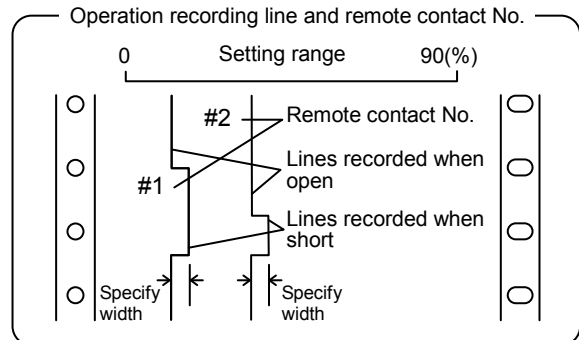 Operation recording line and remote contact No.
0 Setting range 90(%)
#2 Remote contact No.
Lines recorded when
open
#1
Lines recorded when
short
Specify
width
Specify
width